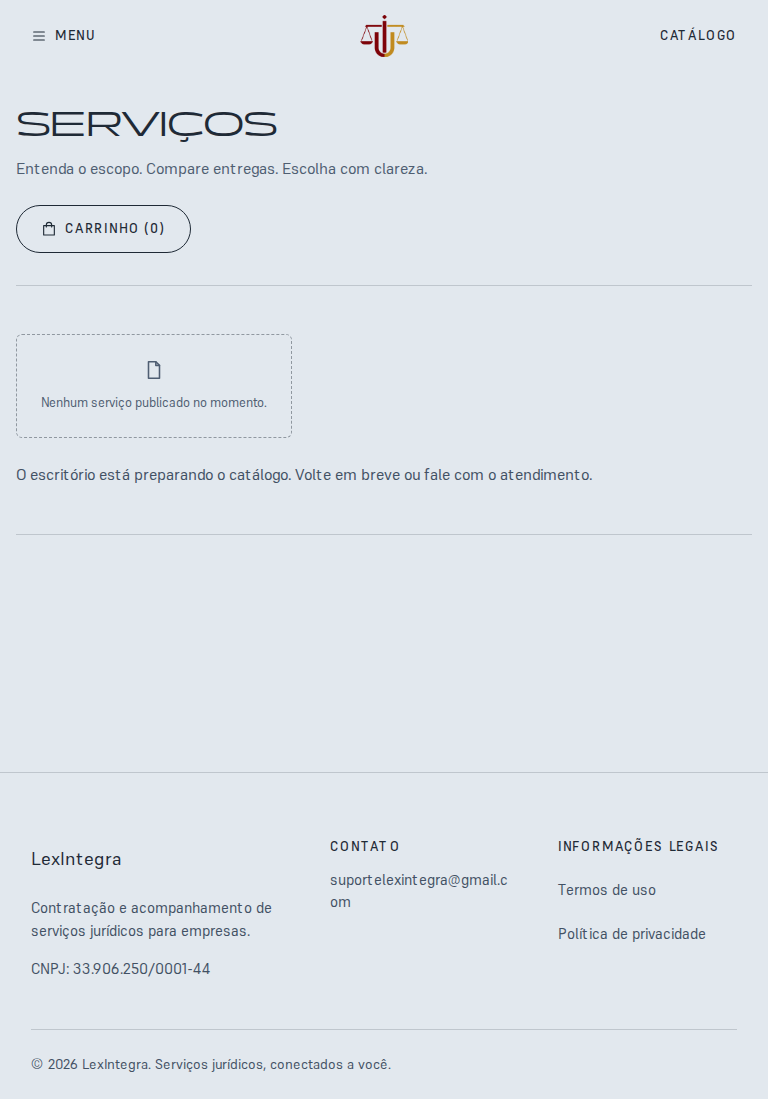 MENU
CATÁLOGO
SERVIÇOS
Entenda o escopo. Compare entregas. Escolha com clareza.
CARRINHO (0)
Nenhum serviço publicado no momento.
O escritório está preparando o catálogo. Volte em breve ou fale com o atendimento.
LexIntegra
Contratação e acompanhamento de
serviços jurídicos para empresas.
CNPJ: 33.906.250/0001-44
CONTATO
suportelexintegra@gmail.c
om
INFORMAÇÕES LEGAIS
Termos de uso
Política de privacidade
© 2026 LexIntegra. Serviços jurídicos, conectados a você.